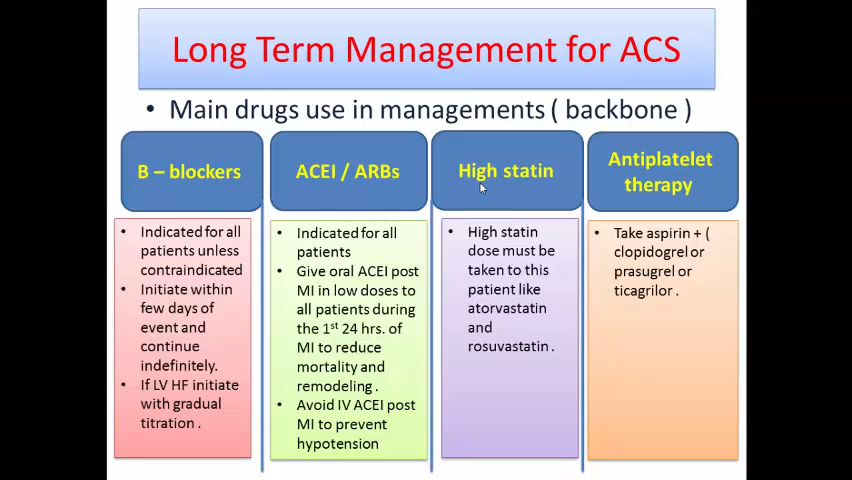 Long Term Management for ACS
• Main drugs use in managements ( backbone )
B – blockers
• Indicated for all
patients unless
contraindicated
• Initiate within
few days of
event and
continue
indefinitely.
• If LV HF initiate
with gradual
titration .
ACEI / ARBs
• Indicated for all
patients
• Give oral ACEI post
MI in low doses to
all patients during
the 1st 24 hrs. of
MI to reduce
mortality and
remodeling .
• Avoid IV ACEI post
MI to prevent
hypotension
High statin
• High statin
dose must be
taken to this
patient like
atorvastatin
and
rosuvastatin .
Antiplatelet
therapy
• Take aspirin + (
clopidogrel or
prasugrel or
ticagrilor .